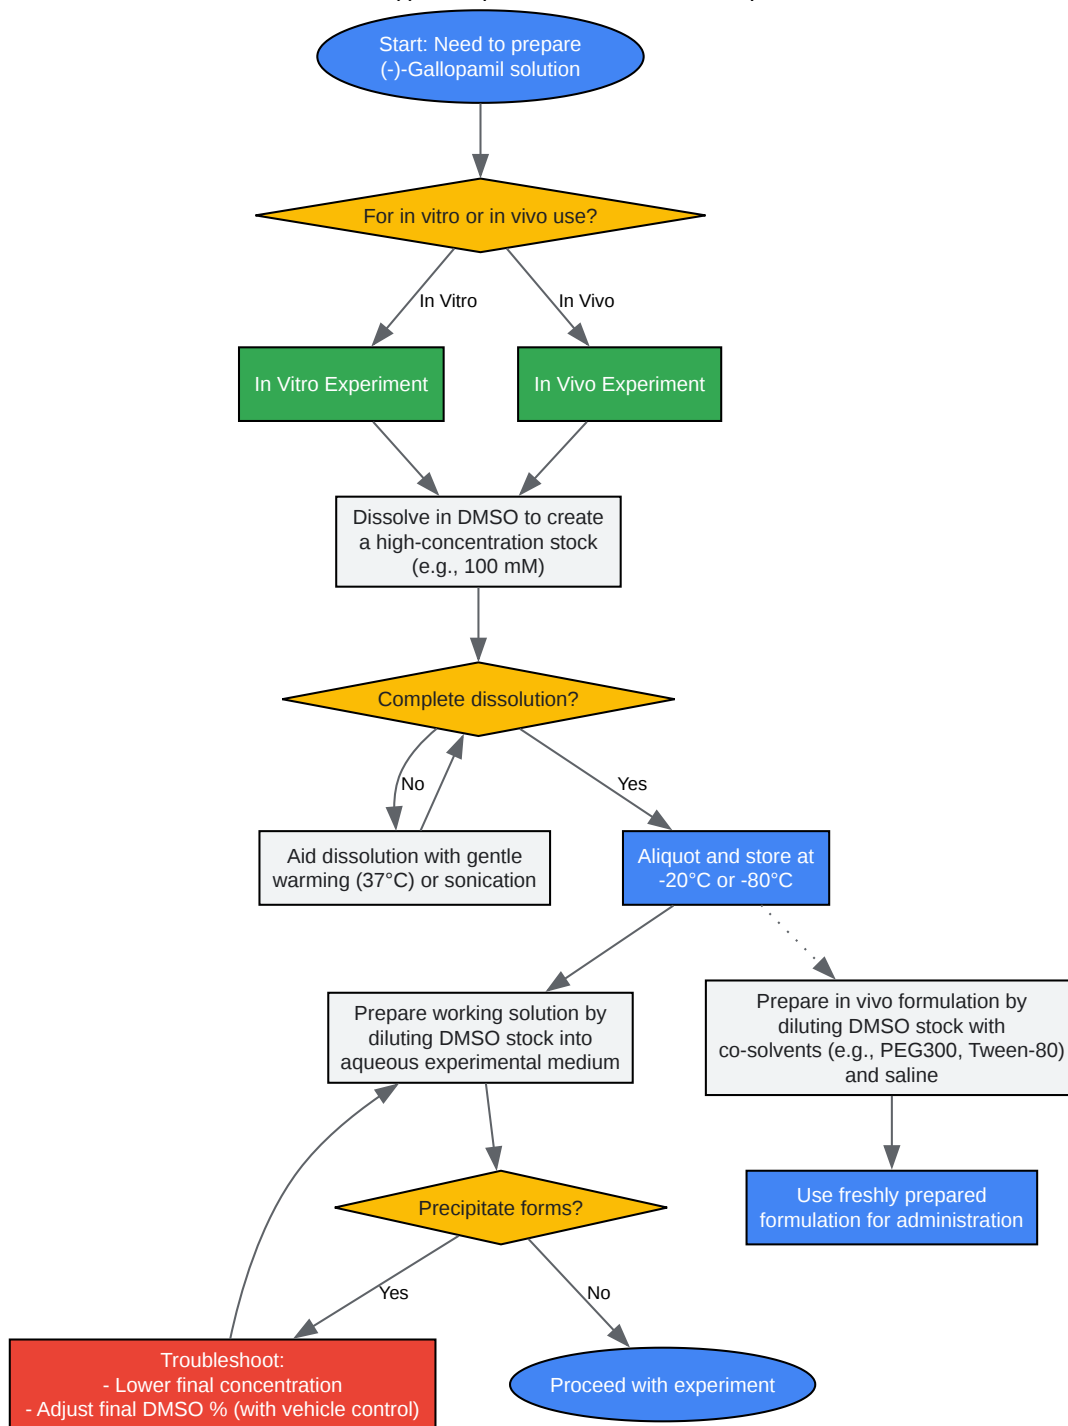 Start: Need to prepare
(-)-Gallopamil solution
For in vitro or in vivo use?
In Vitro
In Vivo
In Vitro Experiment
In Vivo Experiment
Dissolve in DMSO to create
a high-concentration stock
(e.g., 100 mM)
Complete dissolution?
No
Yes
Aid dissolution with gentle
warming (37°C) or sonication
Aliquot and store at
-20°C or -80°C
Prepare working solution by
diluting DMSO stock into
aqueous experimental medium
Prepare in vivo formulation by
diluting DMSO stock with
co-solvents (e.g., PEG300, Tween-80)
and saline
Precipitate forms?
Use freshly prepared
formulation for administration
Yes
No
Troubleshoot:
- Lower final concentration
- Adjust final DMSO % (with vehicle control)
Proceed with experiment